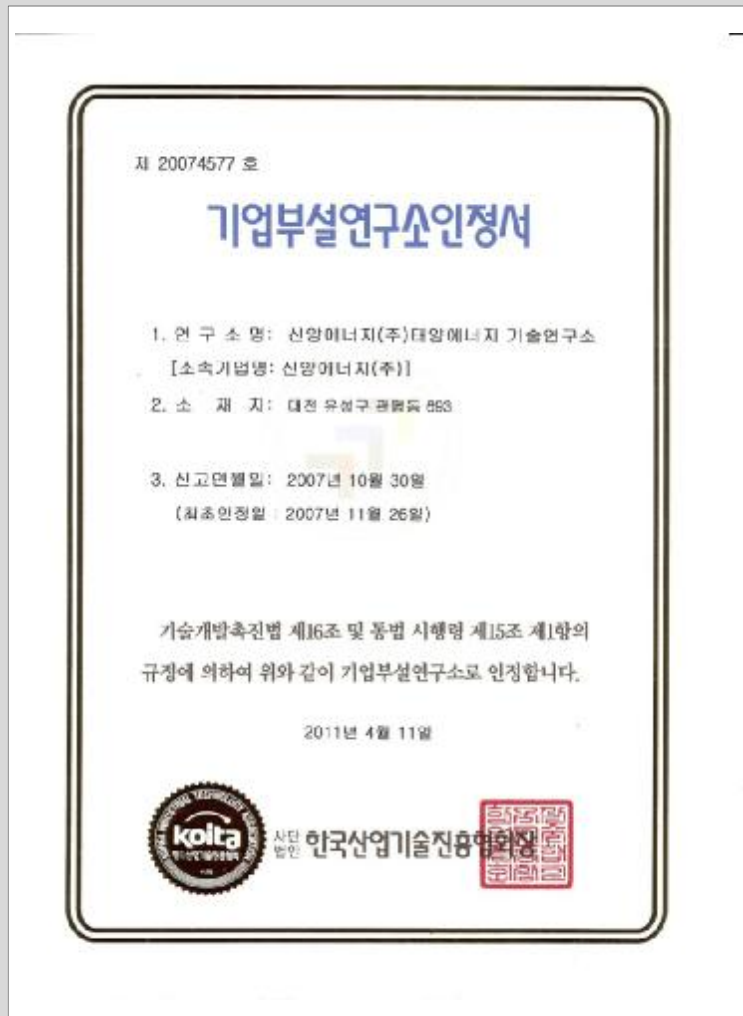 제 20074577 호
기업부설연구소인정서
1. 연 구 소 명: 신양에너지(주)태양에너지 기술연구소
[소속기업명: 신양에너지(주)]
2. 소 재 지: 대전 유성구 관평동 893
3. 신고연월일: 2007년 10월 30일
(최초인정일 : 2007년 11월 26일)
기술개발촉진법 제16조 및 동법 시행령 제15조 제1항의
규정에 의하여 위와 같이 기업부설연구소로 인정합니다.
2011년 4월 11일
koita
사단
법인
한국산업기술진흥협회장